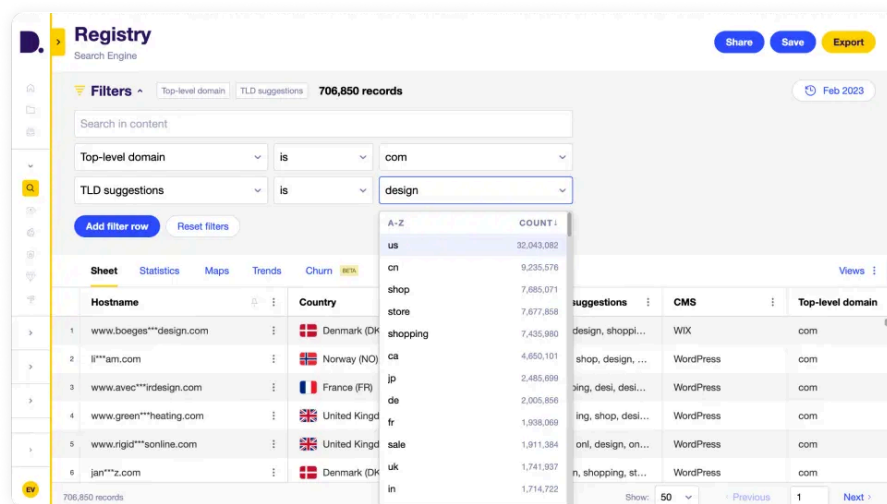 D.
Registry
Search Engine
Share
Save
Export
Filters
Top-level domain
TLD suggestions
706,850 records
Feb 2023
Search in content
Top-level domain
is
com
TLD suggestions
is
design
Add filter row
Reset filters
A-Z COUNT↓
us 32,043,082
cn 9,235,576
shop 7,685,071
store 7,677,858
shopping 7,435,980
ca 4,650,101
jp 2,485,699
de 2,005,856
fr 1,938,069
sale 1,911,384
uk 1,741,937
in 1,714,722
Sheet
Statistics
Maps
Trends
Churn BETA
Views
Hostname Country suggestions CMS Top-level domain
1 www.boeges***design.com Denmark (DK design, shoppi... WIX com
2 li***am.com Norway (NO) shop, design, ... WordPress com
3 www.avec***irdesign.com France (FR) ping, desi, desi... WordPress com
4 www.green***heating.com United Kingd ing, shop, desi... WordPress com
5 www.rigid***sonline.com United Kingd onl, design, on... WordPress com
6 jan***z.com Denmark (DK n, shopping, st... WordPress com
EV
706,850 records
Show: 50
Previous
1
Next